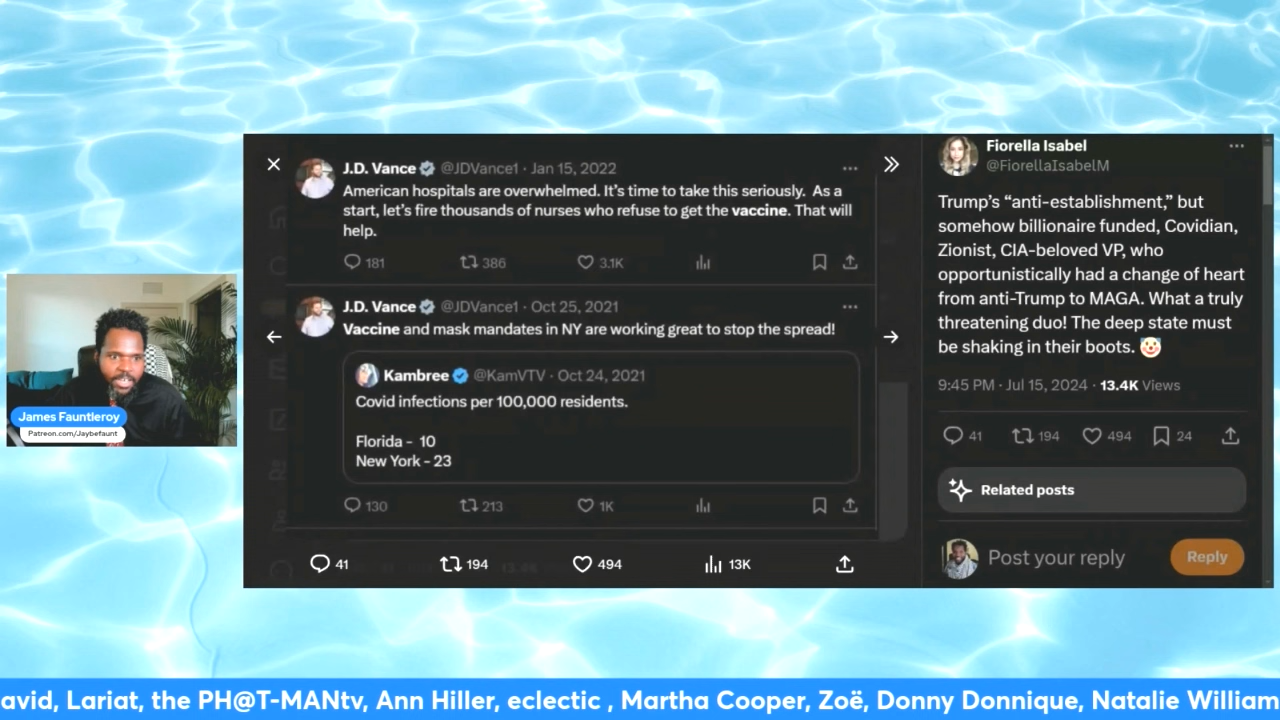 J.D. Vance @JDVance1 · Jan 15, 2022
American hospitals are overwhelmed. It's time to take this seriously. As a
start, let's fire thousands of nurses who refuse to get the vaccine. That will
help.
181 386 3.1K
J.D. Vance @JDVance1 · Oct 25, 2021
Vaccine and mask mandates in NY are working great to stop the spread!
Kambree @KamVTV · Oct 24, 2021
Covid infections per 100,000 residents.
Florida - 10
New York - 23
130 213 1K
41 194 494 13K
Fiorella Isabel
@FiorellaIsabelM
Trump's “anti-establishment,” but
somehow billionaire funded, Covidian,
Zionist, CIA-beloved VP, who
opportunistically had a change of heart
from anti-Trump to MAGA. What a truly
threatening duo! The deep state must
be shaking in their boots. 🤡
9:45 PM · Jul 15, 2024 · 13.4K Views
41 194 494 24
Related posts
Post your reply
Reply
James Fauntleroy
Patreon.com/Jaybefaunt
avid, Lariat, the PH@T-MANtv, Ann Hiller, eclectic , Martha Cooper, Zoë, Donny Donnique, Natalie William